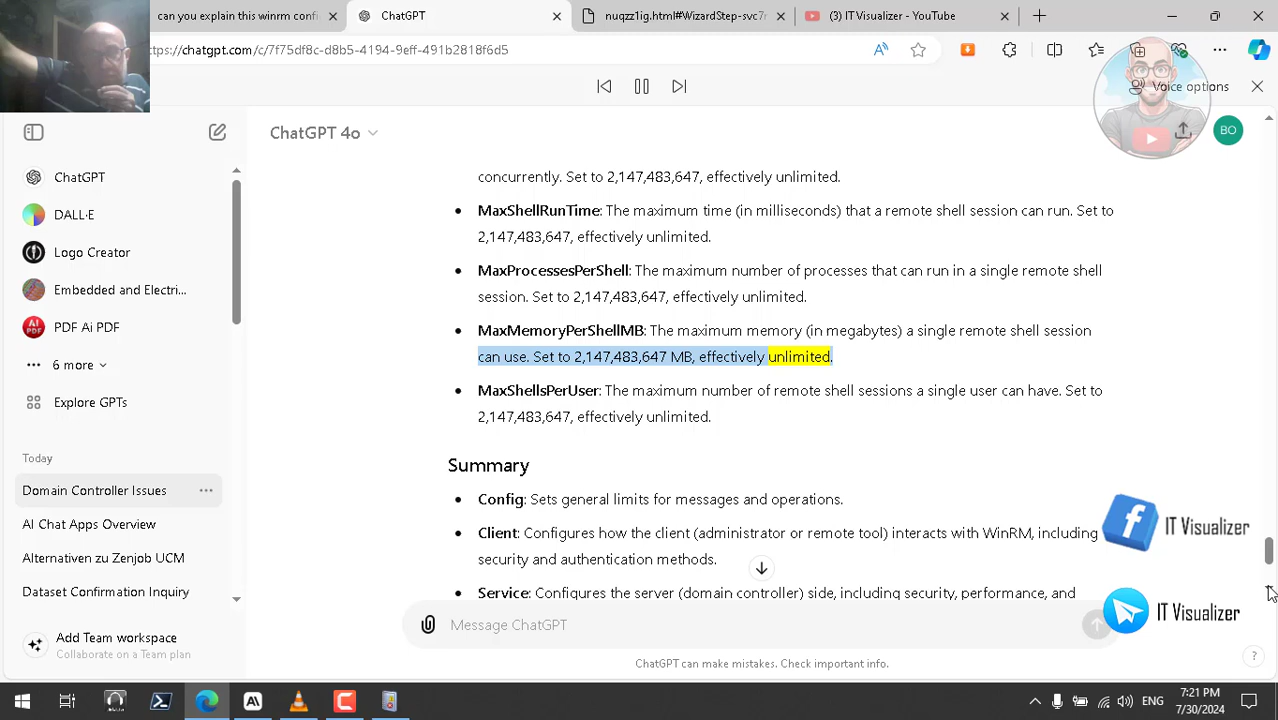 can you explain this winrm confi
ChatGPT
nuqzz1ig.html#WizardStep-svc7
(3) IT Visualizer - YouTube
ttps://chatgpt.com/c/7f75df8c-d8b5-4194-9eff-491b2818f6d5
Voice options
ChatGPT 4o
BO
ChatGPT
DALL·E
Logo Creator
Embedded and Electri...
PDF Ai PDF
6 more
Explore GPTs
Today
Domain Controller Issues
AI Chat Apps Overview
Alternativen zu Zenjob UCM
Dataset Confirmation Inquiry
Add Team workspace
Collaborate on a Team plan
concurrently. Set to 2,147,483,647, effectively unlimited.
MaxShellRunTime: The maximum time (in milliseconds) that a remote shell session can run. Set to
2,147,483,647, effectively unlimited.
MaxProcessesPerShell: The maximum number of processes that can run in a single remote shell
session. Set to 2,147,483,647, effectively unlimited.
MaxMemoryPerShellMB: The maximum memory (in megabytes) a single remote shell session
can use. Set to 2,147,483,647 MB, effectively unlimited.
MaxShellsPerUser: The maximum number of remote shell sessions a single user can have. Set to
2,147,483,647, effectively unlimited.
Summary
Config: Sets general limits for messages and operations.
Client: Configures how the client (administrator or remote tool) interacts with WinRM, including
security and authentication methods.
Service: Configures the server (domain controller) side, including security, performance, and
IT Visualizer
IT Visualizer
Message ChatGPT
ChatGPT can make mistakes. Check important info.
?
ENG
7:21 PM
7/30/2024